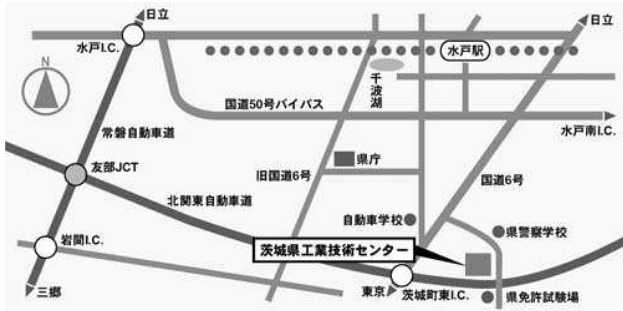 日立
日立
水戸I.C.
水戸駅
N
千波湖
国道50号バイパス
水戸南I.C.
常磐自動車道
県庁
友部JCT
旧国道6号
国道6号
北関東自動車道
自動車学校
県警察学校
岩間I.C.
茨城県工業技術センター
三郷
東京
茨城町東I.C.
県免許試験場